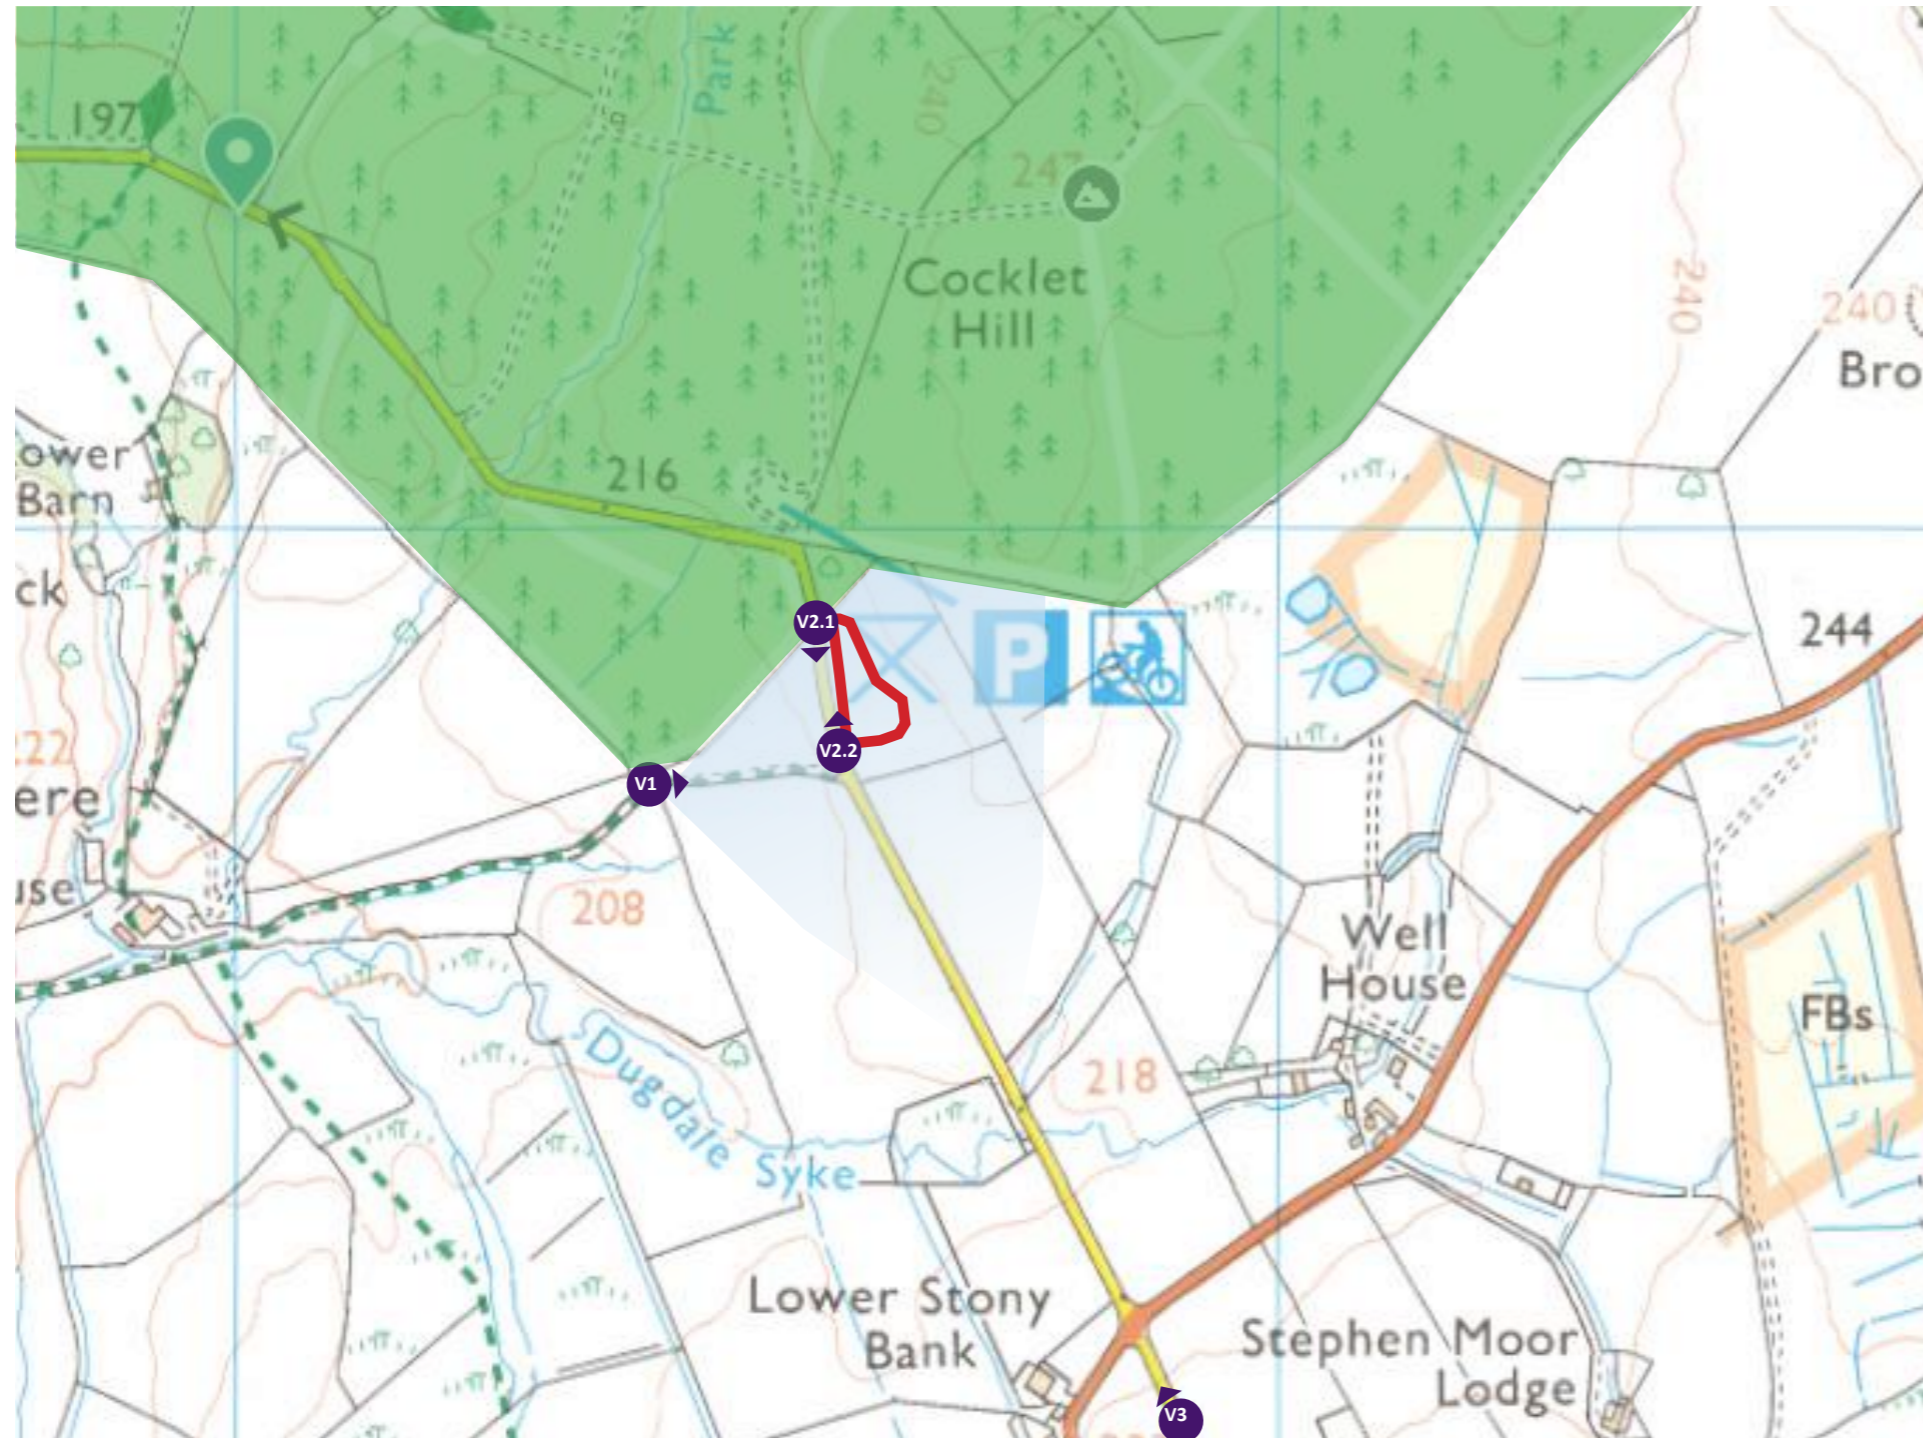 Park
197
240
247
Cocklet
Hill
240
240
Bro
ower
Barn
216
ck
V2.1
P
244
V2.2
222
V1
ere
use
208
Well
House
FBs
218
Dugdale Syke
Lower Stony
Bank
Stephen Moor
Lodge
V3